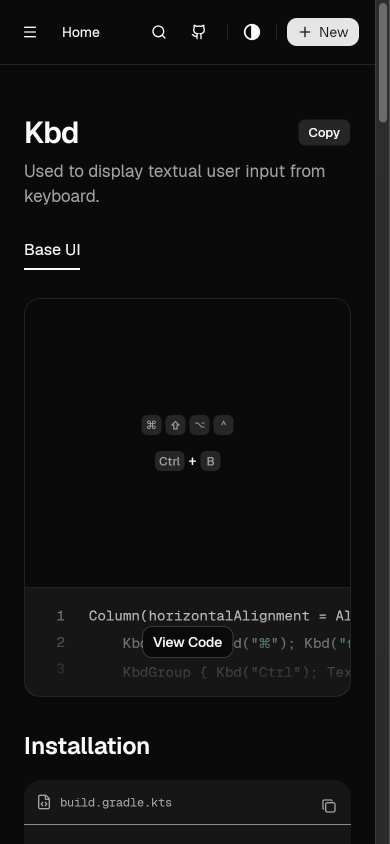 Home
New
Kbd
Copy
Used to display textual user input from
keyboard.
Base UI
⌘ ⇧ ⌥ ^
Ctrl + B
1 Column(horizontalAlignment = Al
2 Kb d("⌘"); Kbd("
View Code
3 KbdGroup { Kbd("Ctrl"); Tex
Installation
build.gradle.kts